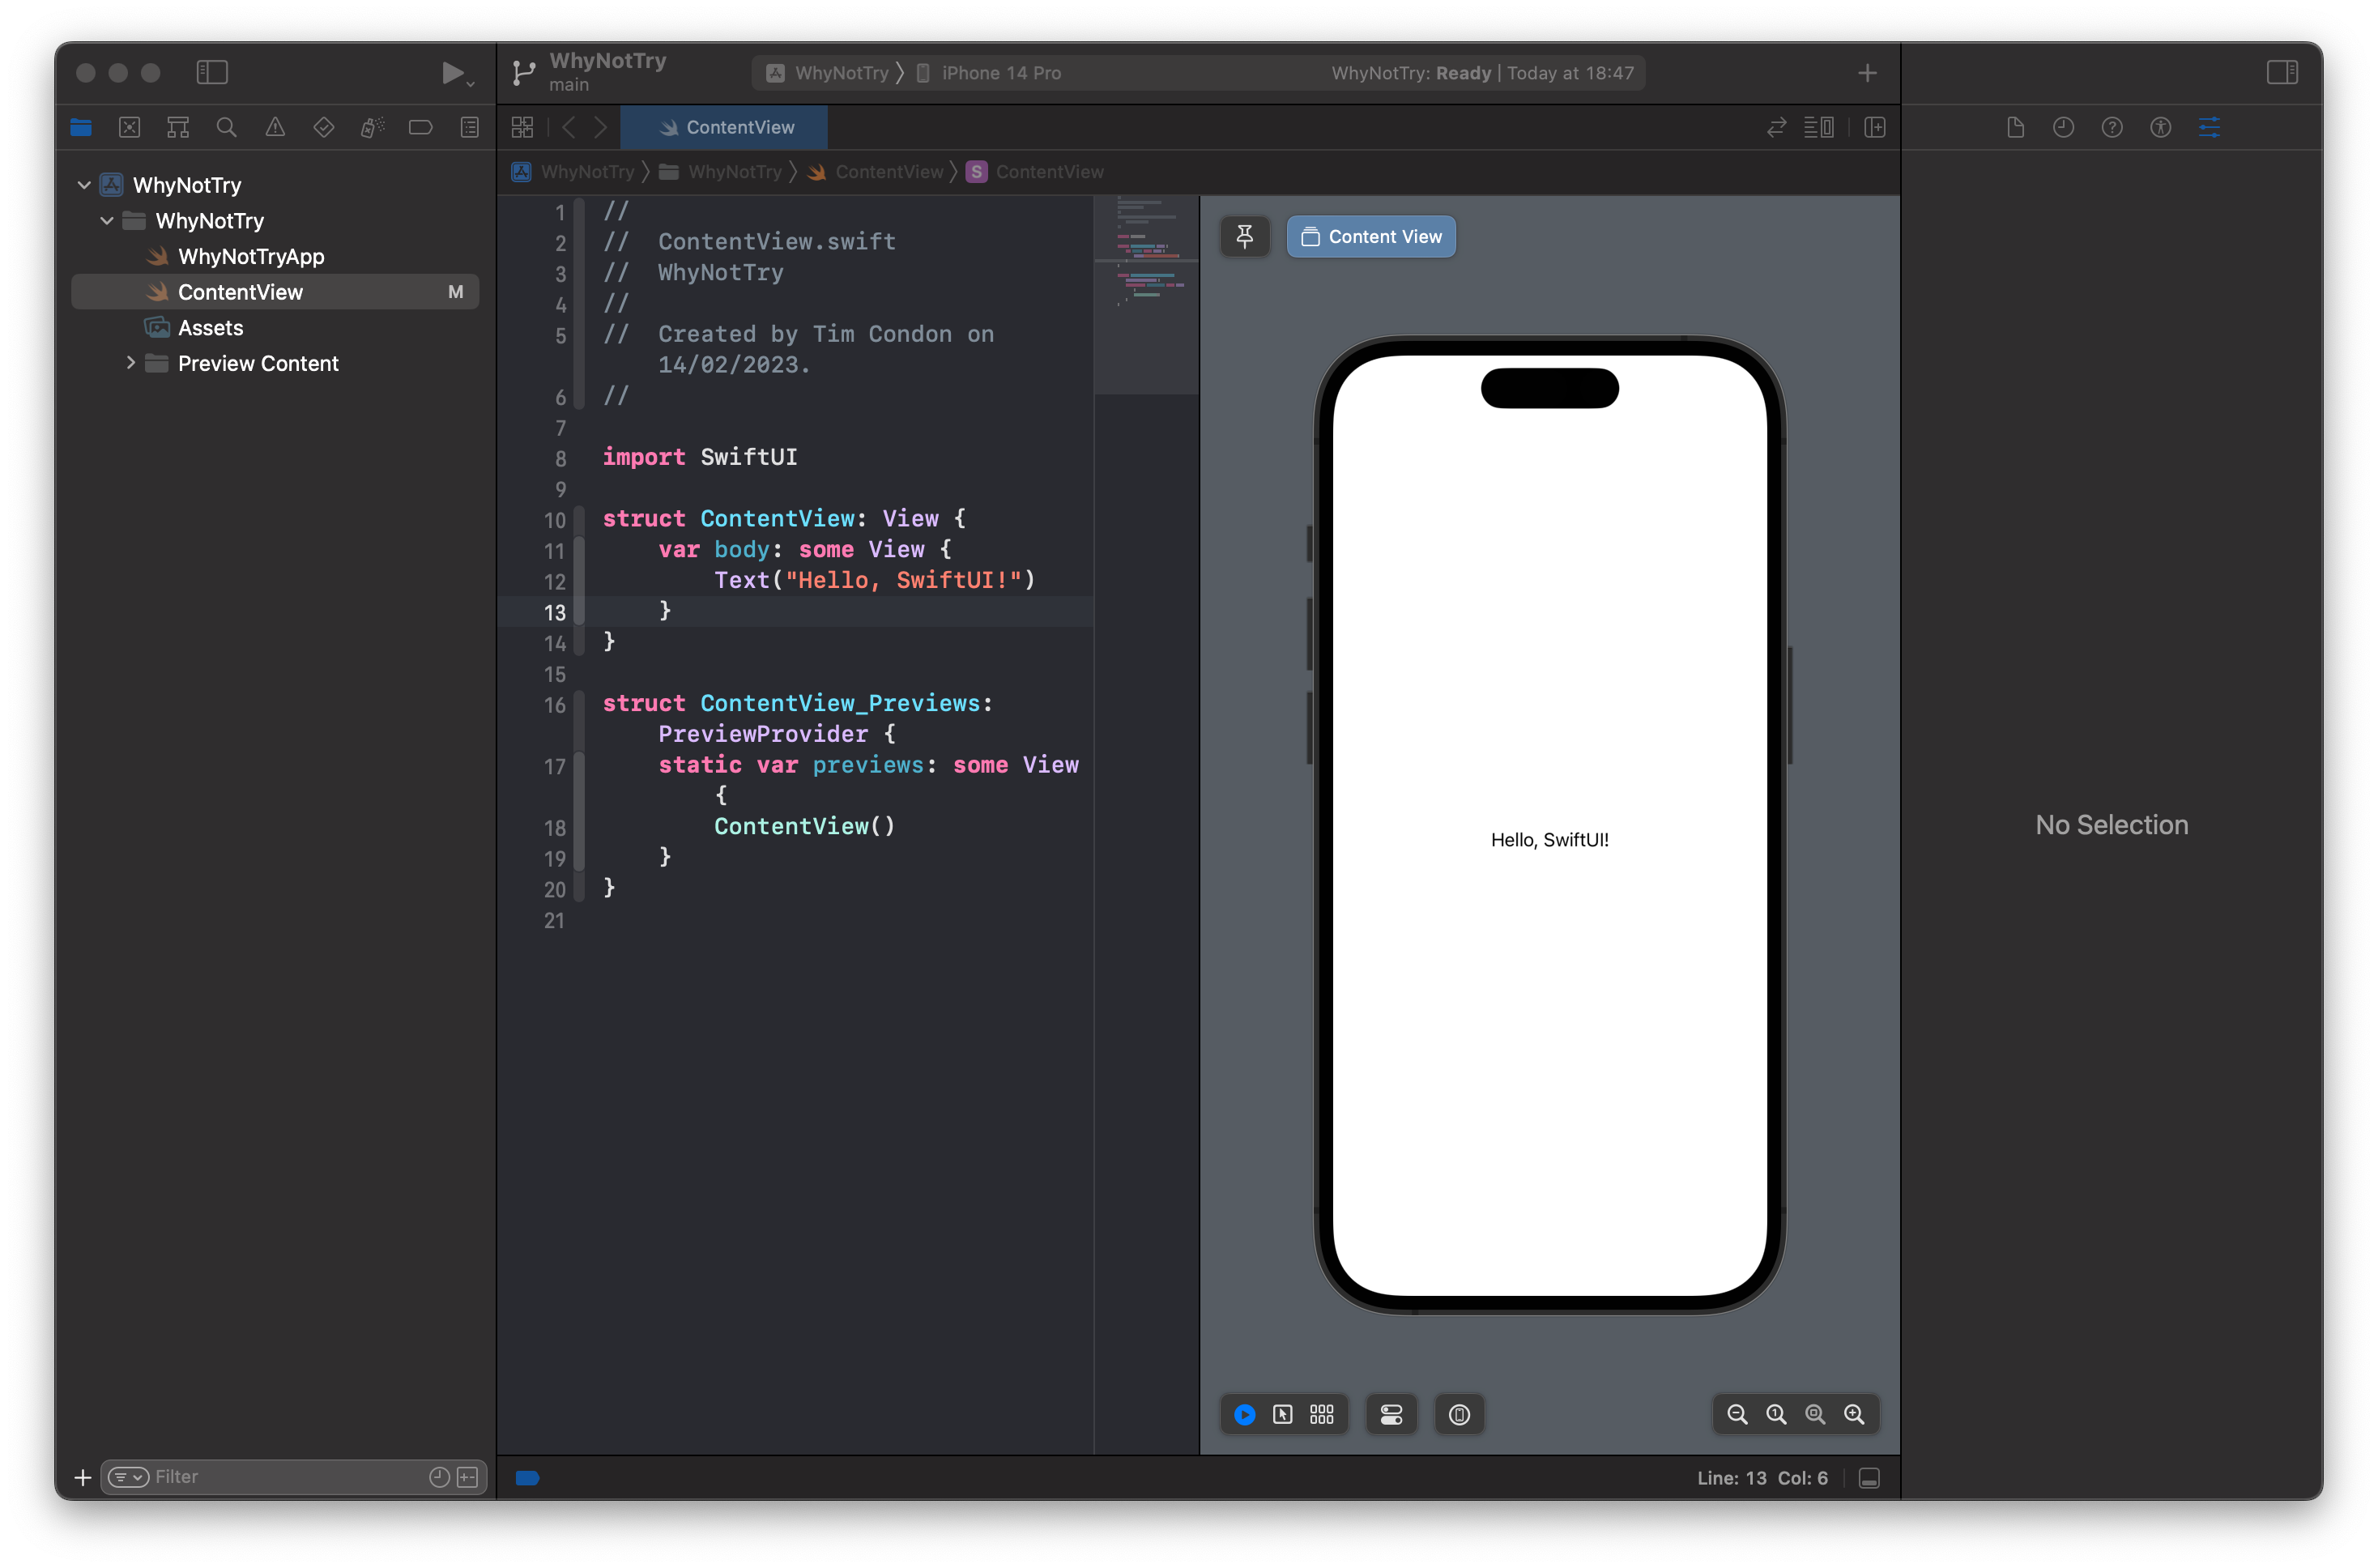 WhyNotTry
main
WhyNotTry
iPhone 14 Pro
WhyNotTry: Ready | Today at 18:47
ContentView
WhyNotTry
WhyNotTry
ContentView
S
ContentView
WhyNotTry
WhyNotTry
WhyNotTryApp
ContentView
M
Assets
Preview Content
1 //
2 //  ContentView.swift
3 //  WhyNotTry
4 //
5 //  Created by Tim Condon on
14/02/2023.
6 //
7
8 import SwiftUI
9
10 struct ContentView: View {
11     var body: some View {
12         Text("Hello, SwiftUI!")
13     }
14 }
15
16 struct ContentView_Previews:
PreviewProvider {
17     static var previews: some View
{
18         ContentView()
19     }
20 }
21
Content View
Hello, SwiftUI!
No Selection
Filter
Line: 13  Col: 6